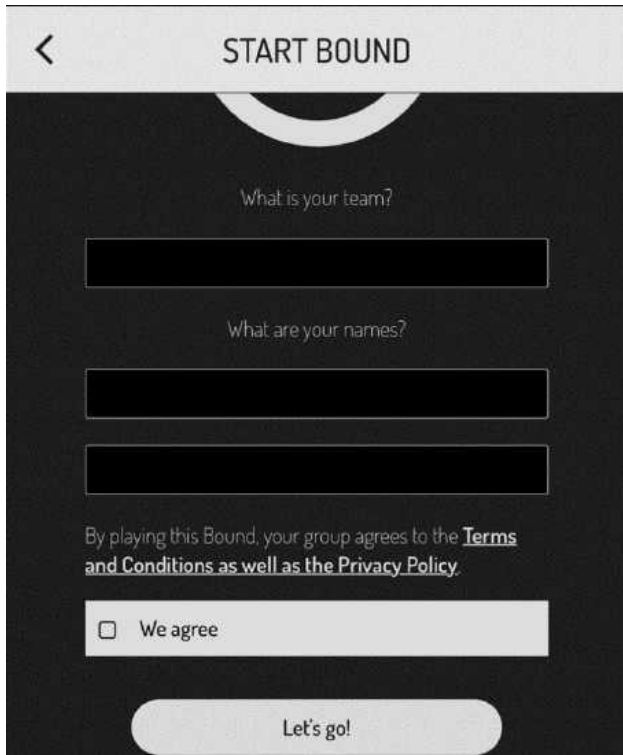 START BOUND
What is your team?
What are your names?
By playing this Bound, your group agrees to the Terms
and Conditions as well as the Privacy Policy.
We agree
Let's go!